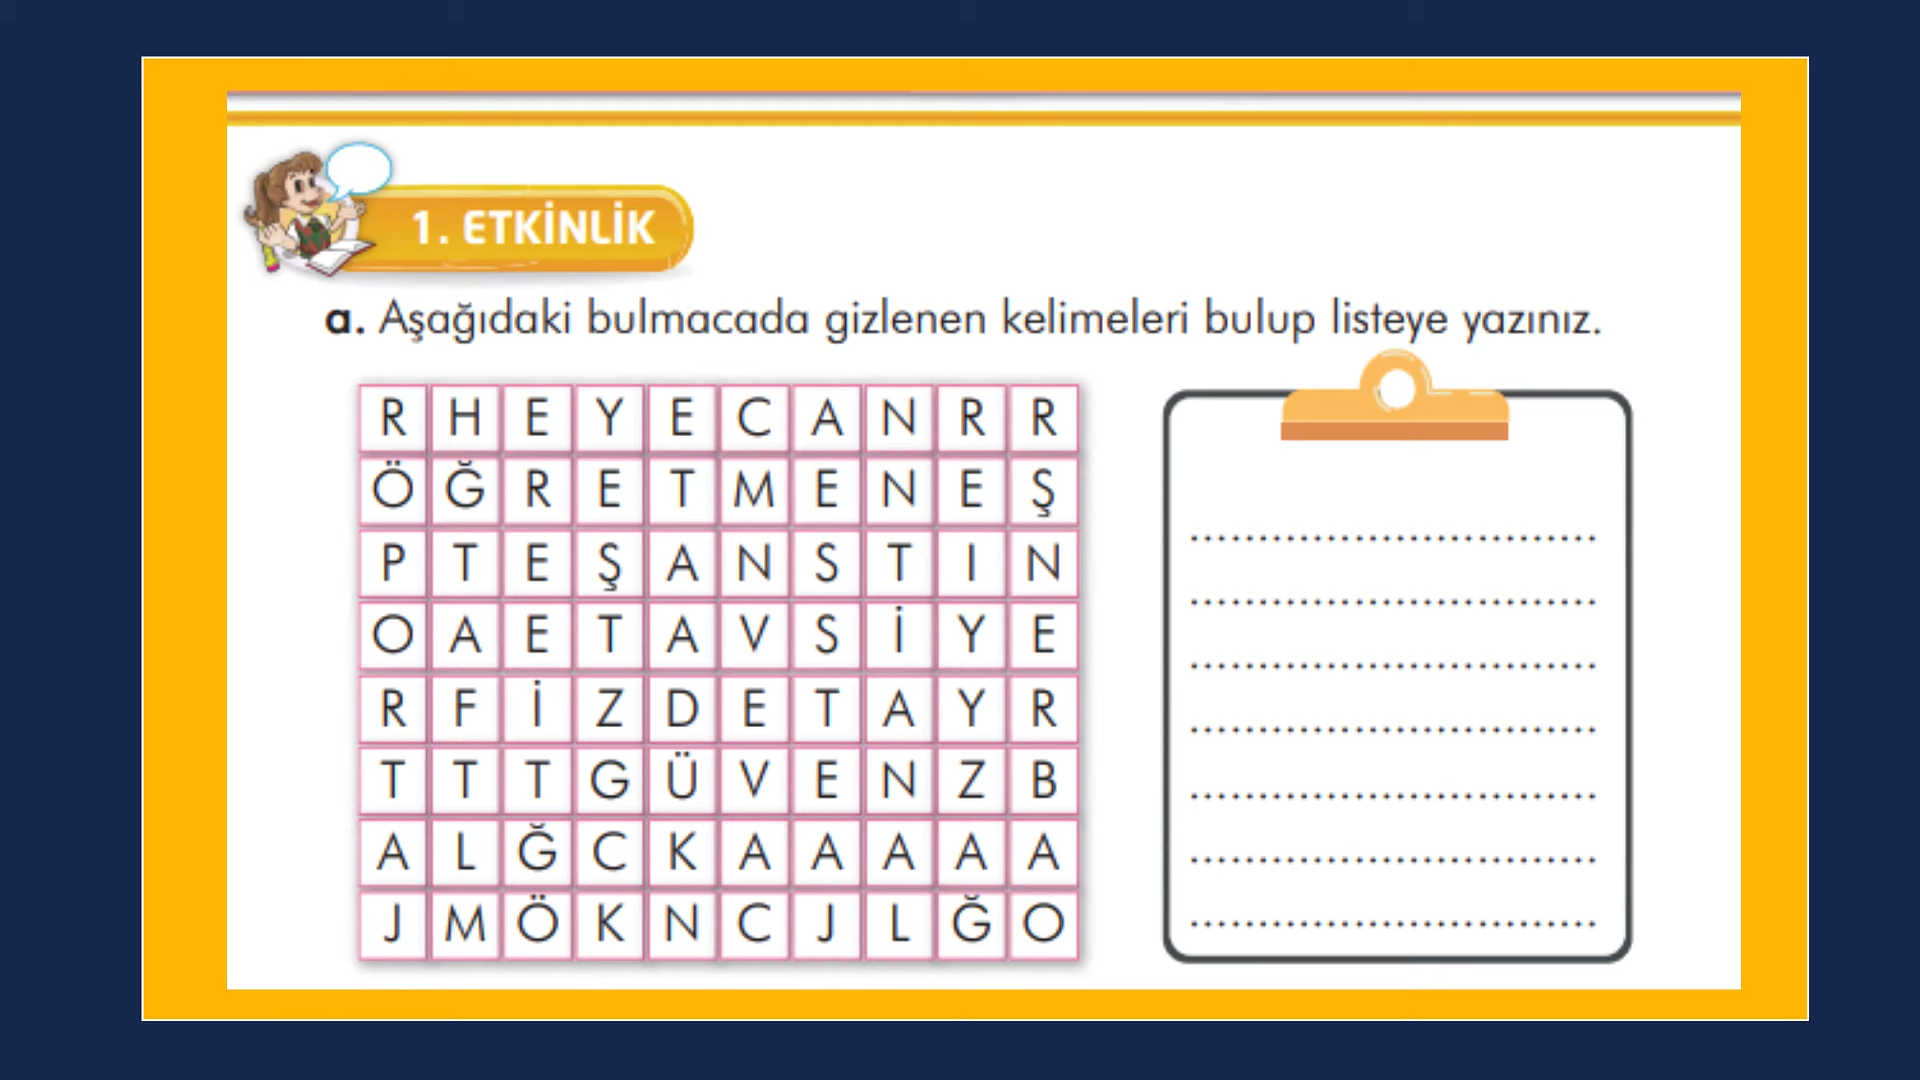 1. ETKİNLİK
a. Aşağıdaki bulmacada gizlenen kelimeleri bulup listeye yazınız.
R H E Y E C A N R R
Ö Ğ R E T M E N E Ş
P T E Ş A N S T I N
O A E T A V S İ Y E
R F İ Z D E T A Y R
T T T G Ü V E N Z B
A L Ğ C K A A A A A
J M Ö K N C J L Ğ O